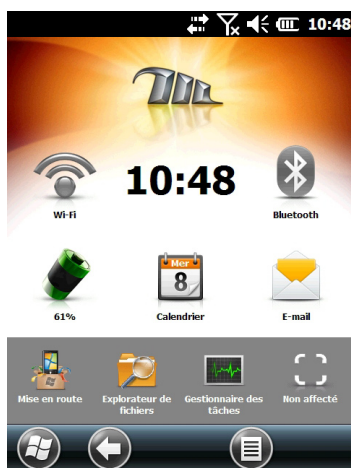 10:48
10:48
Wi-Fi
Bluetooth
Mer
8
61%
Calendrier
E-mail
Mise en route
Explorateur de
fichiers
Gestionnaire des
tâches
Non affecté